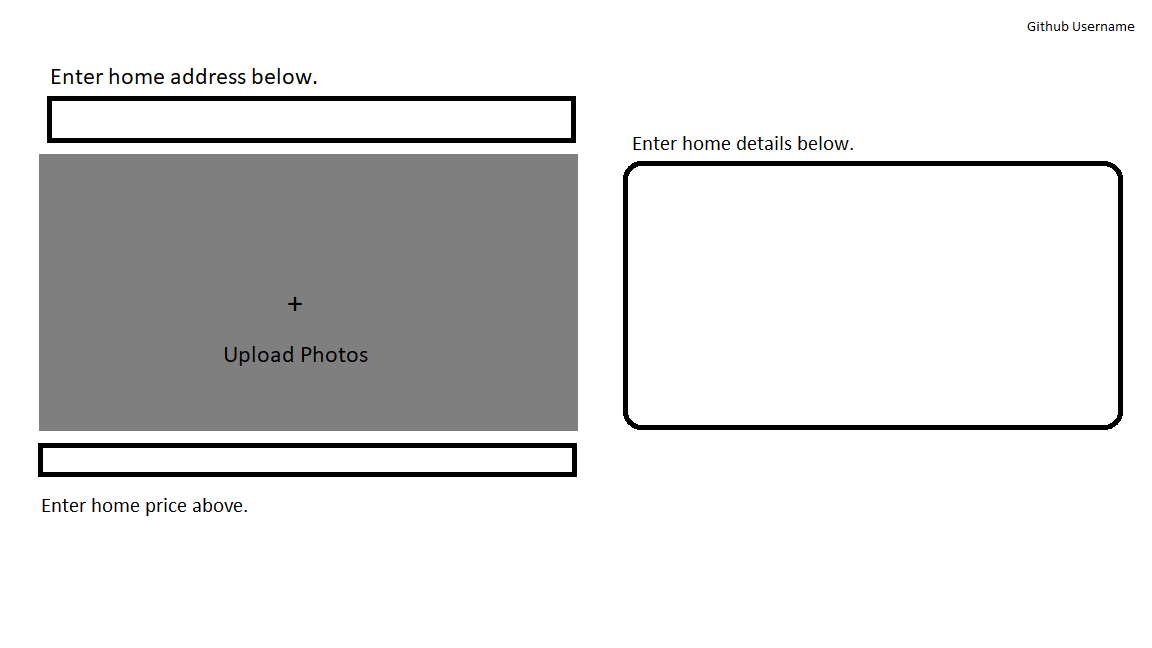 Github Username
Enter home address below.
Enter home details below.
+
Upload Photos
Enter home price above.